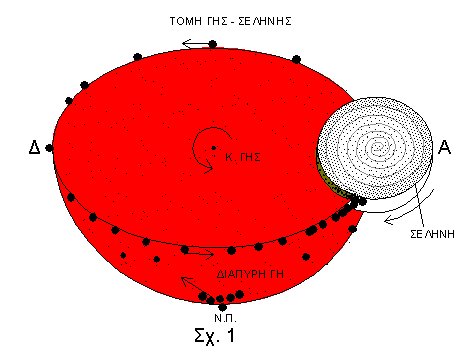 ΤΟΜΗ ΓΗΣ - ΣΕΛΗΝΗΣ
Δ
Κ. ΓΗΣ
Α
ΣΕΛΗΝΗ
ΔΙΑΠΥΡΗ ΓΗ
Ν.Π.
Σχ. 1